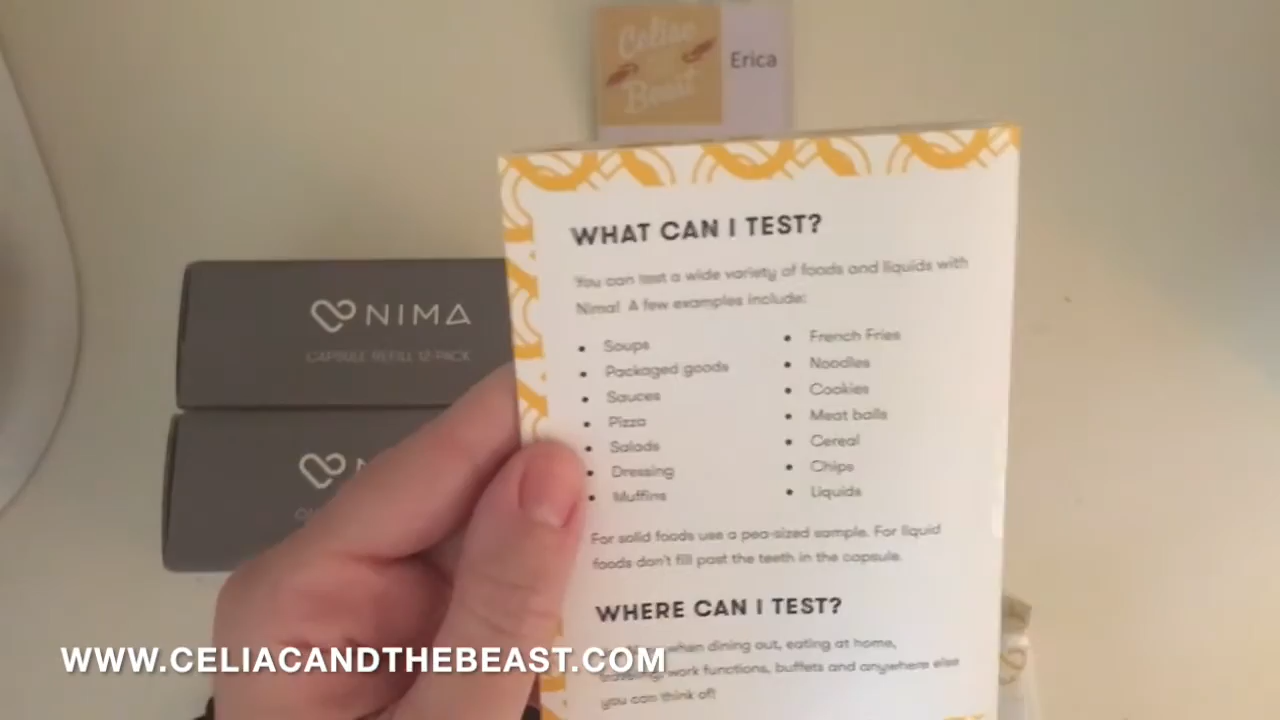 Celiac
Beast
Erica
WHAT CAN I TEST?
You can test a wide variety of foods and liquids with
Nima! A few examples include:
Soups
Packaged goods
Sauces
Pizza
Salads
Dressing
Muffins
French Fries
Noodles
Cookies
Meat balls
Cereal
Chips
Liquids
For solid foods use a pea-sized sample. For liquid
foods don't fill past the teeth in the capsule.
WHERE CAN I TEST?
when dining out, eating at home,
traveling, work functions, buffets and anywhere else
you can think of!
NIMA
CAPSULE REFILL 12-PACK
WWW.CELIACANDTHEBEAST.COM